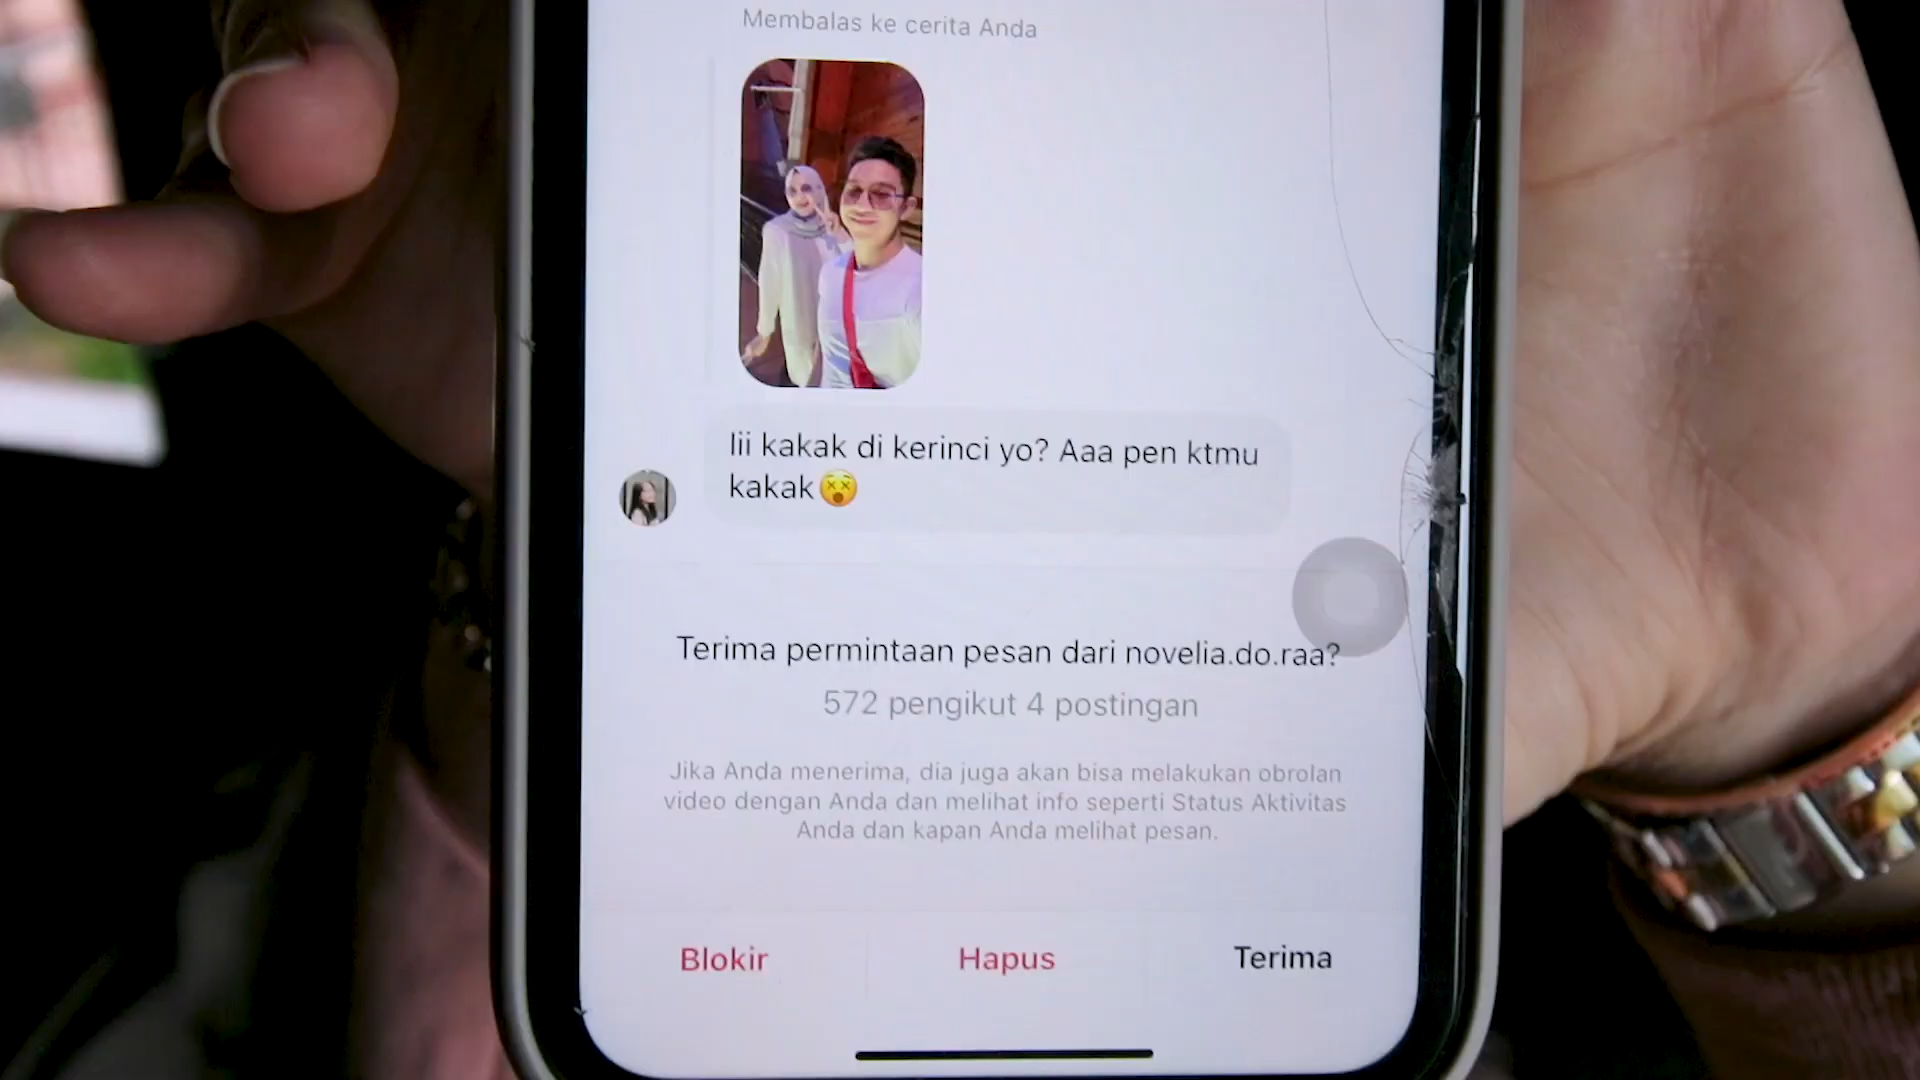 Membalas ke cerita Anda
Iii kakak di kerinci yo? Aaa pen ktmu
kakak😵
Terima permintaan pesan dari novelia.do.raa?
572 pengikut 4 postingan
Jika Anda menerima, dia juga akan bisa melakukan obrolan
video dengan Anda dan melihat info seperti Status Aktivitas
Anda dan kapan Anda melihat pesan.
Blokir
Hapus
Terima